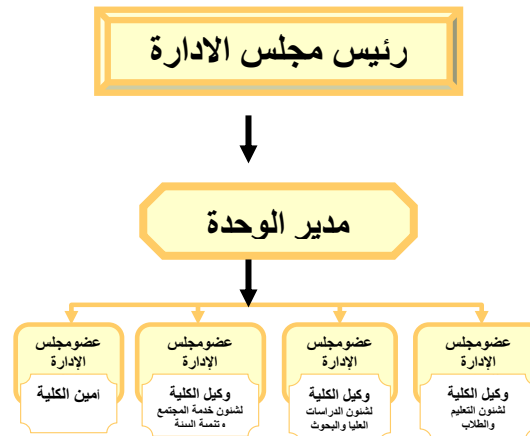 رئيس مجلس الادارة
مدير الوحدة
عضومجلس
الإدارة
وكيل الكلية
لشئون التعليم
والطلاب
عضومجلس
الإدارة
وكيل الكلية
لشئون الدراسات
العليا والبحوث
عضومجلس
الإدارة
وكيل الكلية
لشئون خدمة المجتمع
وتنمية البيئة
عضومجلس
الإدارة
أمين الكلية